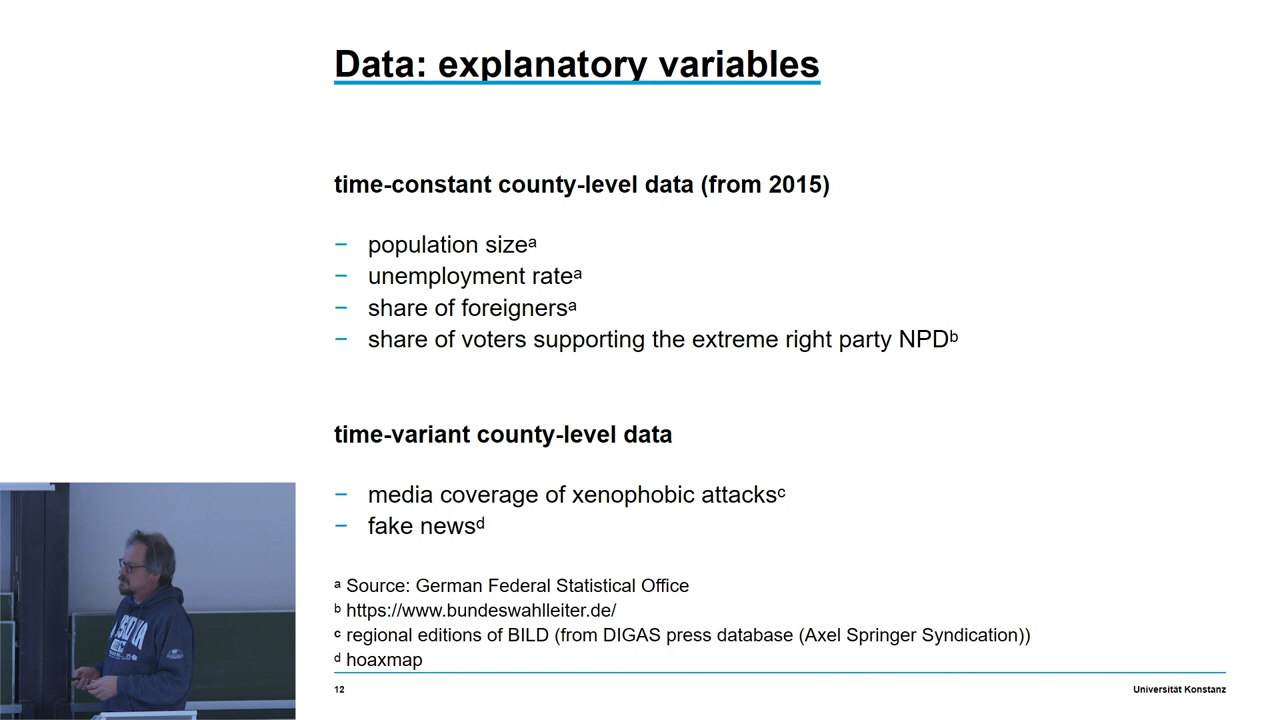 Data: explanatory variables
time-constant county-level data (from 2015)
– population sizeᵃ
– unemployment rateᵃ
– share of foreignersᵃ
– share of voters supporting the extreme right party NPDᵇ
time-variant county-level data
– media coverage of xenophobic attacksᶜ
– fake newsᵈ
ᵃ Source: German Federal Statistical Office
ᵇ https://www.bundeswahlleiter.de/
ᶜ regional editions of BILD (from DIGAS press database (Axel Springer Syndication))
ᵈ hoaxmap
12
Universität Konstanz